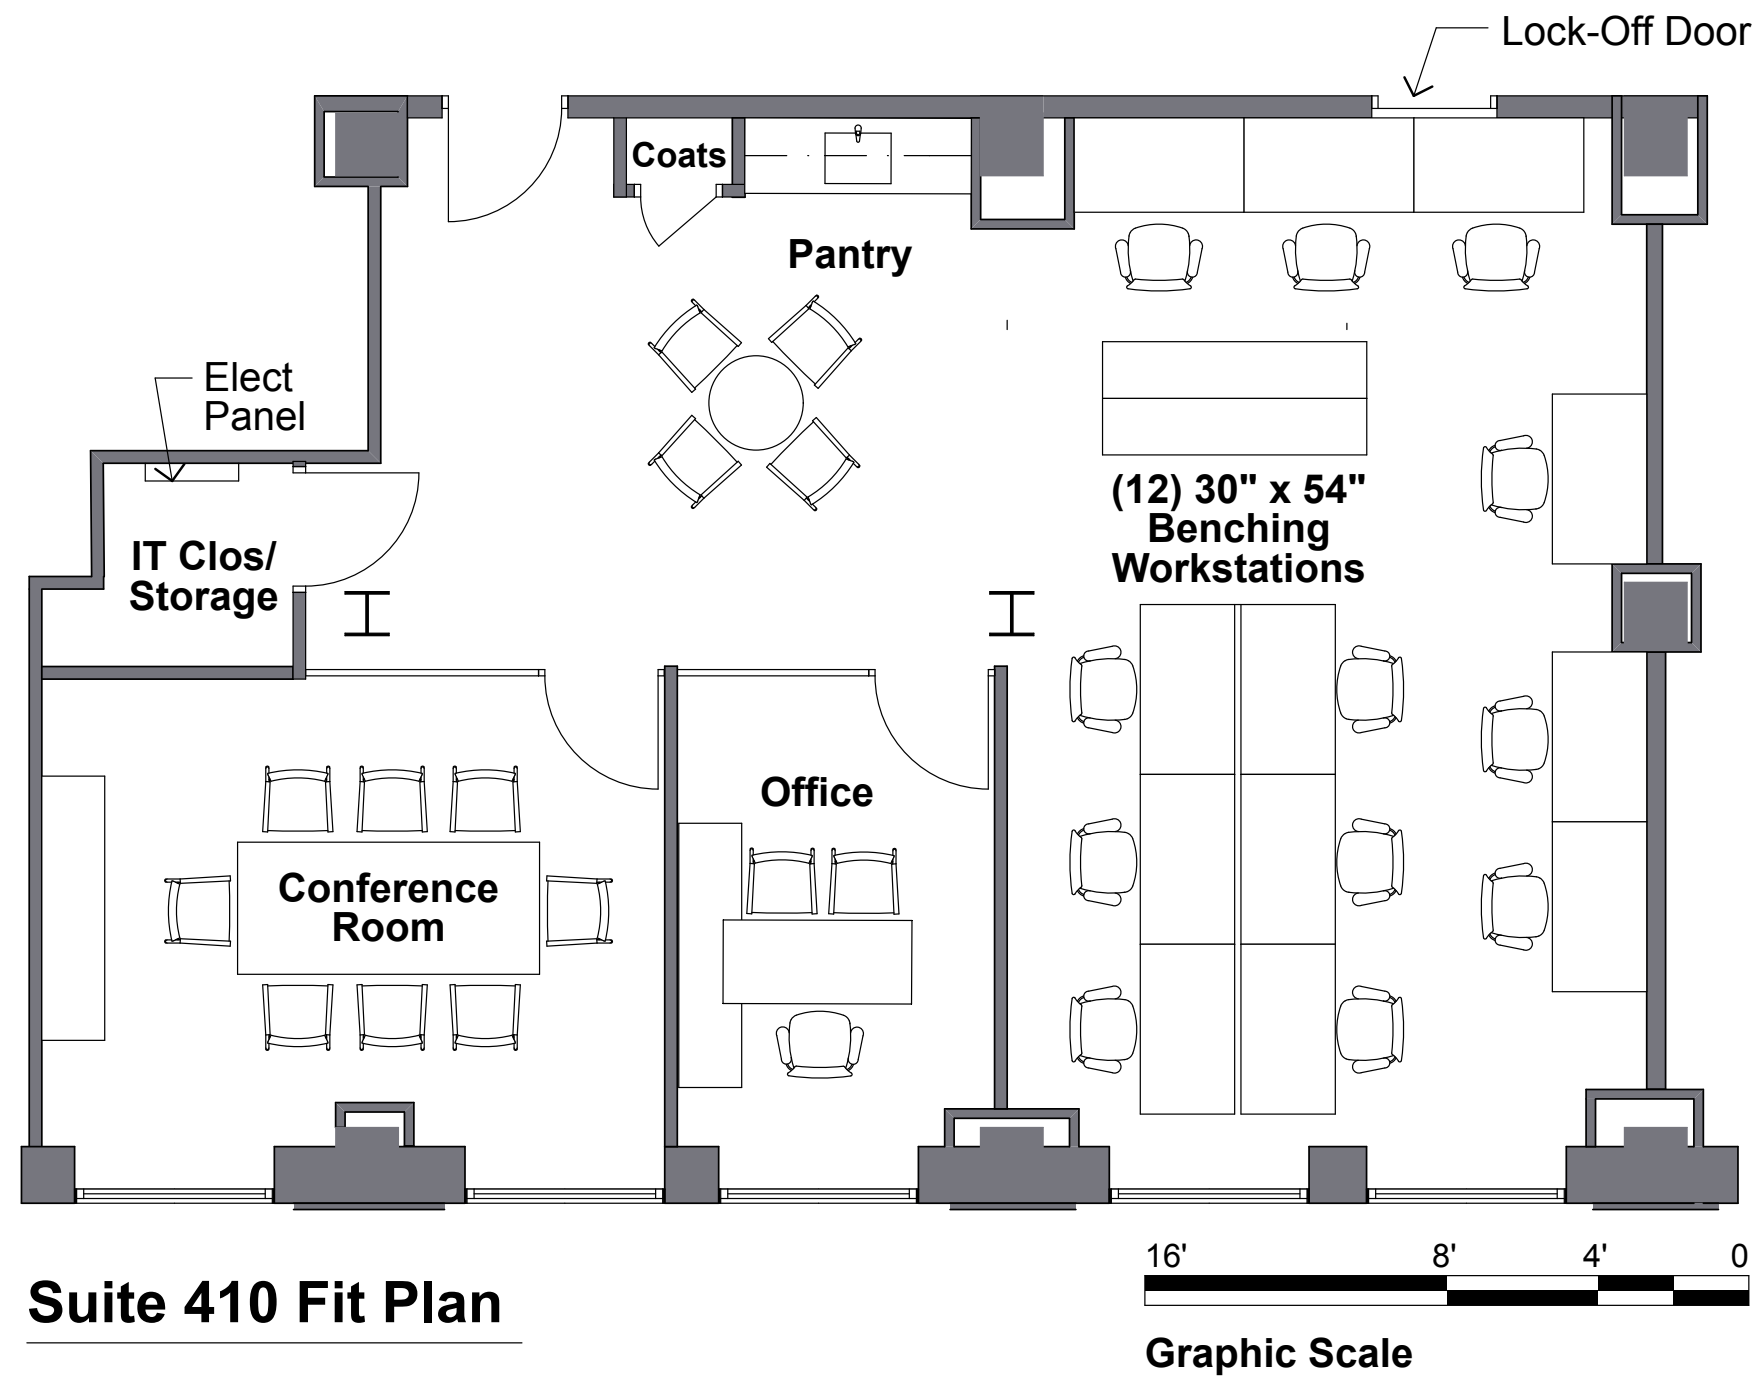 Lock-Off Door
Coats
Pantry
Elect
Panel
(12) 30" x 54"
Benching
Workstations
IT Clos/
Storage
Office
Conference
Room
16' 8' 4' 0
Suite 410 Fit Plan
Graphic Scale